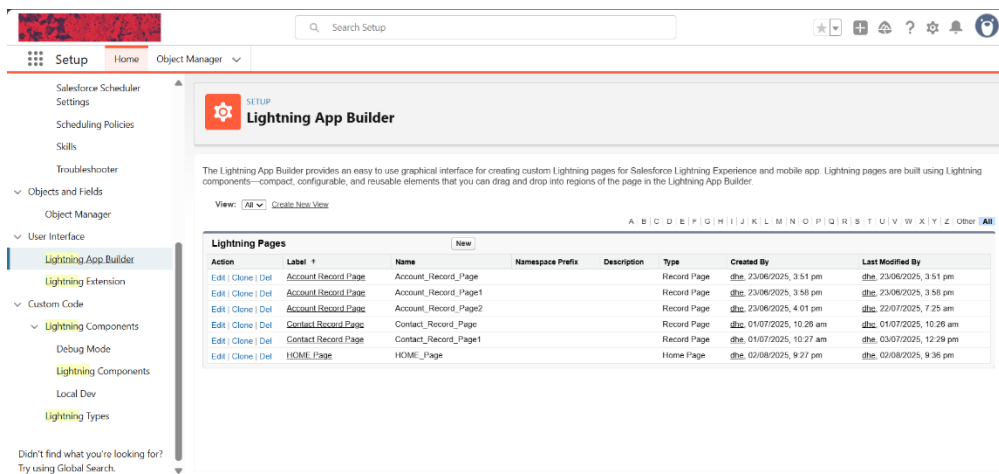 Search Setup
Setup Home Object Manager
Salesforce Scheduler
Settings
Scheduling Policies
Skills
Troubleshooter
Objects and Fields
Object Manager
User Interface
Lightning App Builder
Lightning Extension
Custom Code
Lightning Components
Debug Mode
Lightning Components
Local Dev
Lightning Types
Didn't find what you're looking for?
Try using Global Search.
SETUP
Lightning App Builder
The Lightning App Builder provides an easy to use graphical interface for creating custom Lightning pages for Salesforce Lightning Experience and mobile app. Lightning pages are built using Lightning
components—compact, configurable, and reusable elements that you can drag and drop into regions of the page in the Lightning App Builder.
View: All Create New View
A | B | C | D | E | F | G | H | I | J | K | L | M | N | O | P | Q | R | S | T | U | V | W | X | Y | Z | Other | All
Lightning Pages New
Action Label ↑ Name Namespace Prefix Description Type Created By Last Modified By
Edit | Clone | Del Account Record Page Account_Record_Page Record Page dhe, 23/06/2025, 3:51 pm dhe, 23/06/2025, 3:51 pm
Edit | Clone | Del Account Record Page Account_Record_Page1 Record Page dhe, 23/06/2025, 3:58 pm dhe, 23/06/2025, 3:58 pm
Edit | Clone | Del Account Record Page Account_Record_Page2 Record Page dhe, 23/06/2025, 4:01 pm dhe, 22/07/2025, 7:25 am
Edit | Clone | Del Contact Record Page Contact_Record_Page Record Page dhe, 01/07/2025, 10:26 am dhe, 01/07/2025, 10:26 am
Edit | Clone | Del Contact Record Page Contact_Record_Page1 Record Page dhe, 01/07/2025, 10:27 am dhe, 03/07/2025, 12:29 pm
Edit | Clone | Del HOME Page HOME_Page Home Page dhe, 02/08/2025, 9:27 pm dhe, 02/08/2025, 9:36 pm